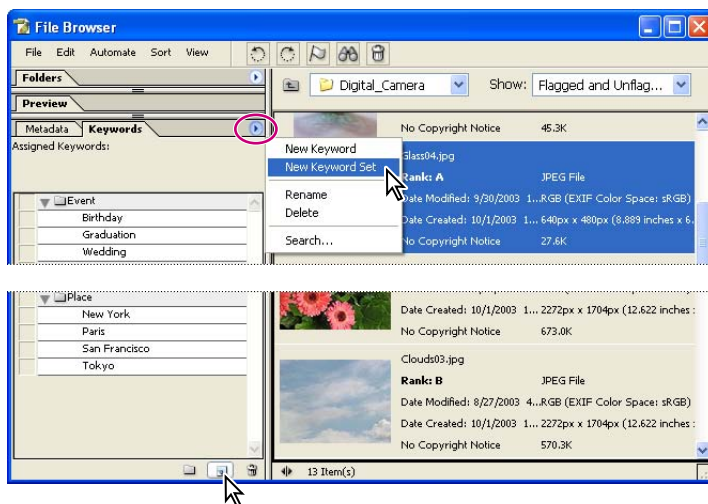 File Browser
File Edit Automate Sort View
Folders
Preview
Metadata Keywords
Assigned Keywords:
Event
Birthday
Graduation
Wedding
Place
New York
Paris
San Francisco
Tokyo
New Keyword
New Keyword Set
Rename
Delete
Search...
Digital_Camera Show: Flagged and Unflag...
No Copyright Notice 45.3K
Glass04.jpg
Rank: A JPEG File
Date Modified: 9/30/2003 1...RGB (EXIF Color Space: sRGB)
Date Created: 10/1/2003 1... 640px x 480px (8.889 inches x 6.
No Copyright Notice 27.6K
Date Created: 10/1/2003 1... 2272px x 1704px (12.622 inches :
No Copyright Notice 673.0K
Clouds03.jpg
Rank: B JPEG File
Date Modified: 8/27/2003 4...RGB (EXIF Color Space: sRGB)
Date Created: 10/1/2003 1... 2272px x 1704px (12.622 inches :
No Copyright Notice 570.3K
13 Item(s)